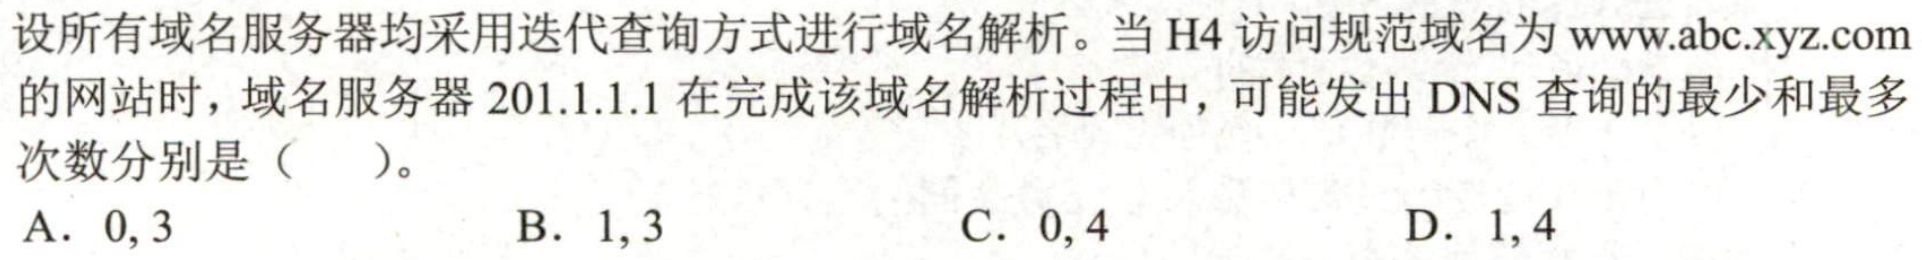 设所有域名服务器均采用迭代查询方式进行域名解析。当 H4 访问规范域名为 www.abc.xyz.com
的网站时，域名服务器 201.1.1.1 在完成该域名解析过程中，可能发出 DNS 查询的最少和最多
次数分别是（ ）。
A．0, 3 B．1, 3 C．0, 4 D．1, 4